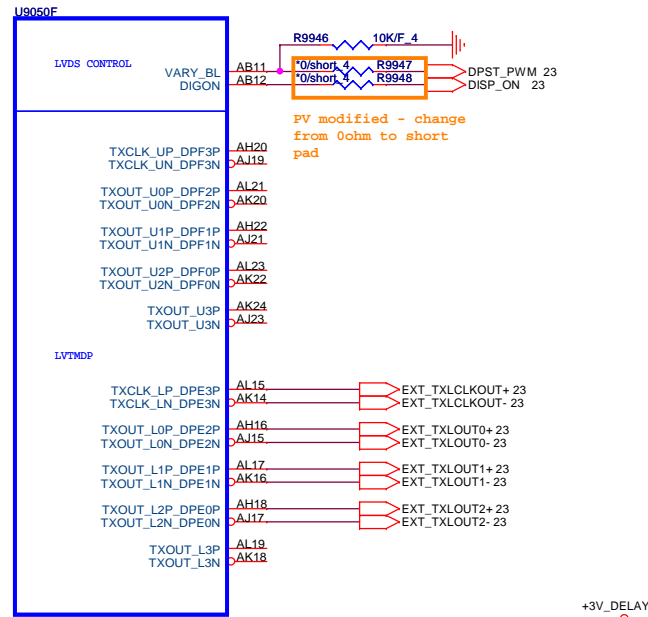 U9050F
R9946 10K/F_4
LVDS CONTROL
VARY_BL AB11 *0/short_4 R9947 DPST_PWM 23
DIGON AB12 *0/short_4 R9948 DISP_ON 23
PV modified - change
from 0ohm to short
pad
TXCLK_UP_DPF3P AH20
TXCLK_UN_DPF3N AJ19
TXOUT_U0P_DPF2P AL21
TXOUT_U0N_DPF2N AK20
TXOUT_U1P_DPF1P AH22
TXOUT_U1N_DPF1N AJ21
TXOUT_U2P_DPF0P AL23
TXOUT_U2N_DPF0N AK22
TXOUT_U3P AK24
TXOUT_U3N AJ23
LVTMDP
TXCLK_LP_DPE3P AL15 EXT_TXLCLKOUT+ 23
TXCLK_LN_DPE3N AK14 EXT_TXLCLKOUT- 23
TXOUT_L0P_DPE2P AH16 EXT_TXLOUT0+ 23
TXOUT_L0N_DPE2N AJ15 EXT_TXLOUT0- 23
TXOUT_L1P_DPE1P AL17 EXT_TXLOUT1+ 23
TXOUT_L1N_DPE1N AK16 EXT_TXLOUT1- 23
TXOUT_L2P_DPE0P AH18 EXT_TXLOUT2+ 23
TXOUT_L2N_DPE0N AJ17 EXT_TXLOUT2- 23
TXOUT_L3P AL19
TXOUT_L3N AK18
+3V_DELAY